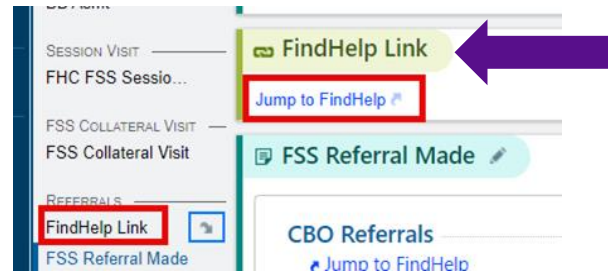 SESSION VISIT
FHC FSS Sessio...
FSS COLLATERAL VISIT
FSS Collateral Visit
REFERRALS
FindHelp Link
FSS Referral Made
FindHelp Link
Jump to FindHelp
FSS Referral Made
CBO Referrals
Jump to FindHelp